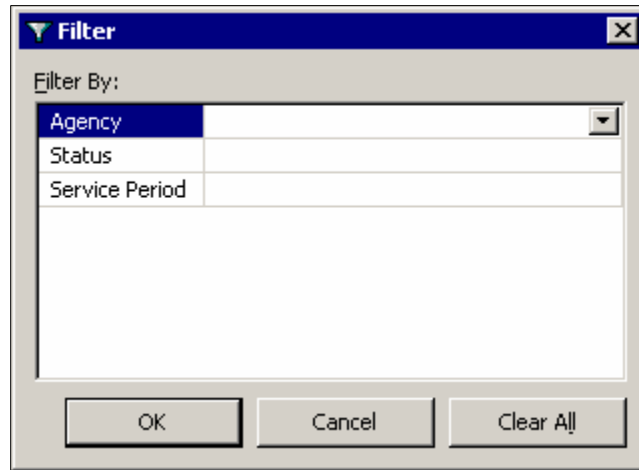 Filter
Filter By:
Agency
Status
Service Period
OK Cancel Clear All